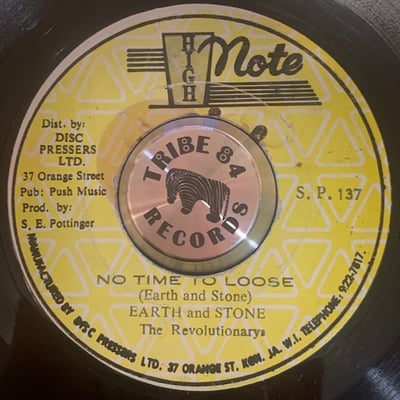 HIGH Note
Dist. by:
DISC
PRESSERS
LTD.
37 Orange Street
Pub: Push Music
Prod. by:
S. E. Pottinger
TRIBE 84
RECORDS
S. P. 137
NO TIME TO LOOSE
(Earth and Stone)
EARTH and STONE
The Revolutionarys
MANUFACTURED BY DISC PRESSERS LTD. 37 ORANGE ST. KGN. JA. W.I. TELEPHONE: 922-7617.